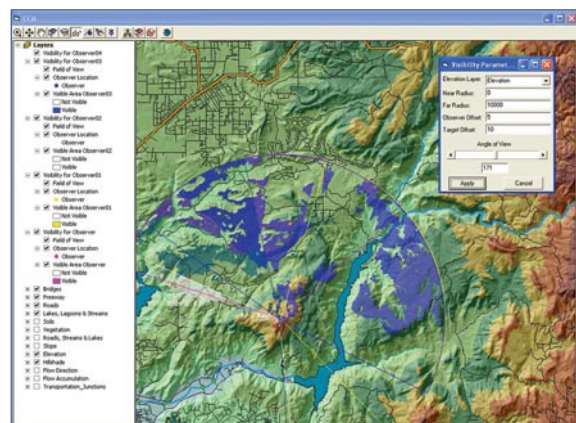 CCM
Layers
Visibility for Observer04
Visibility for Observer03
Field of View
Observer Location
Observer
Visible Area Observer03
Not Visible
Visible
Visibility for Observer02
Field of View
Observer Location
Observer
Visible Area Observer02
Not Visible
Visible
Visibility for Observer01
Field of View
Observer Location
Observer
Visible Area Observer01
Not Visible
Visible
Visibility for Observer
Field of View
Observer Location
Observer
Visible Area Observer
Not Visible
Visible
Bridges
Freeway
Roads
Lakes, Lagoons & Streams
Soils
Vegetation
Roads, Streams & Lakes
Slope
Elevation
Hillshade
Flow Direction
Flow Accumulation
Transportation_Junctions
Visibility Paramet...
Elevation Layer: Elevation
Near Radius: 0
Far Radius: 10000
Observer Offset: 5
Target Offset: 10
Angle of View
171
Apply Cancel